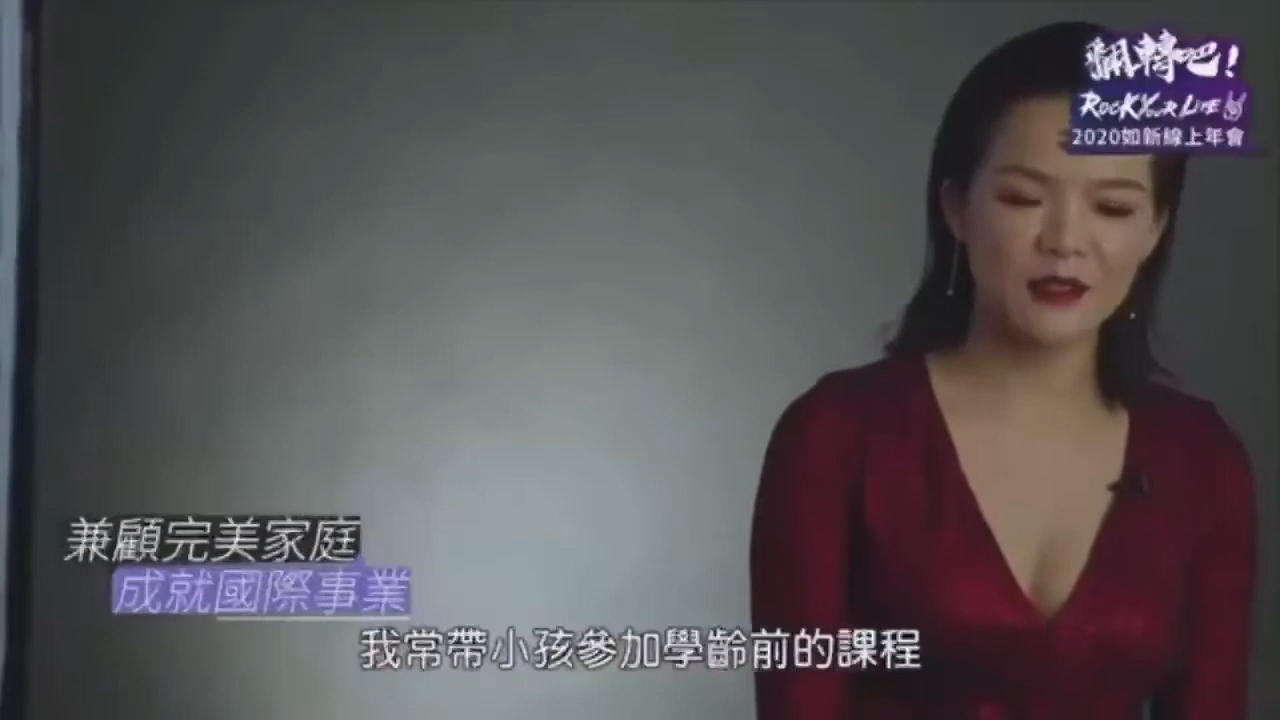 翻轉吧!
ROCK YOUR LIFE
2020如新線上年會
兼顧完美家庭
成就國際事業
我常帶小孩參加學齡前的課程